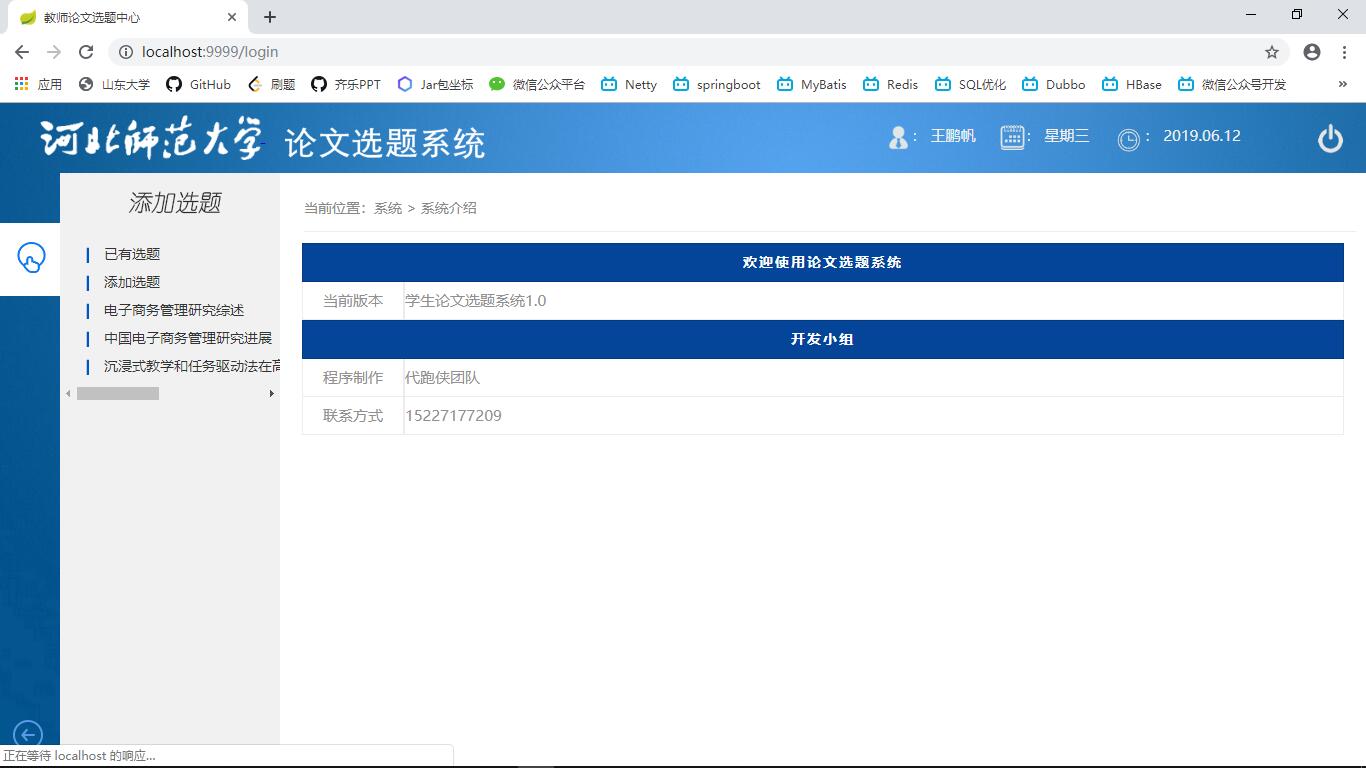 教师论文选题中心
localhost:9999/login
应用 山东大学 GitHub 刷题 齐乐PPT Jar包坐标 微信公众平台 Netty springboot MyBatis Redis SQL优化 Dubbo HBase 微信公众号开发 »
河北师范大学 论文选题系统 : 王鹏帆 : 星期三 : 2019.06.12
添加选题
已有选题
添加选题
电子商务管理研究综述
中国电子商务管理研究进展
沉浸式教学和任务驱动法在高
当前位置：系统 > 系统介绍
欢迎使用论文选题系统
当前版本 学生论文选题系统1.0
开发小组
程序制作 代跑侠团队
联系方式 15227177209
正在等待 localhost 的响应...